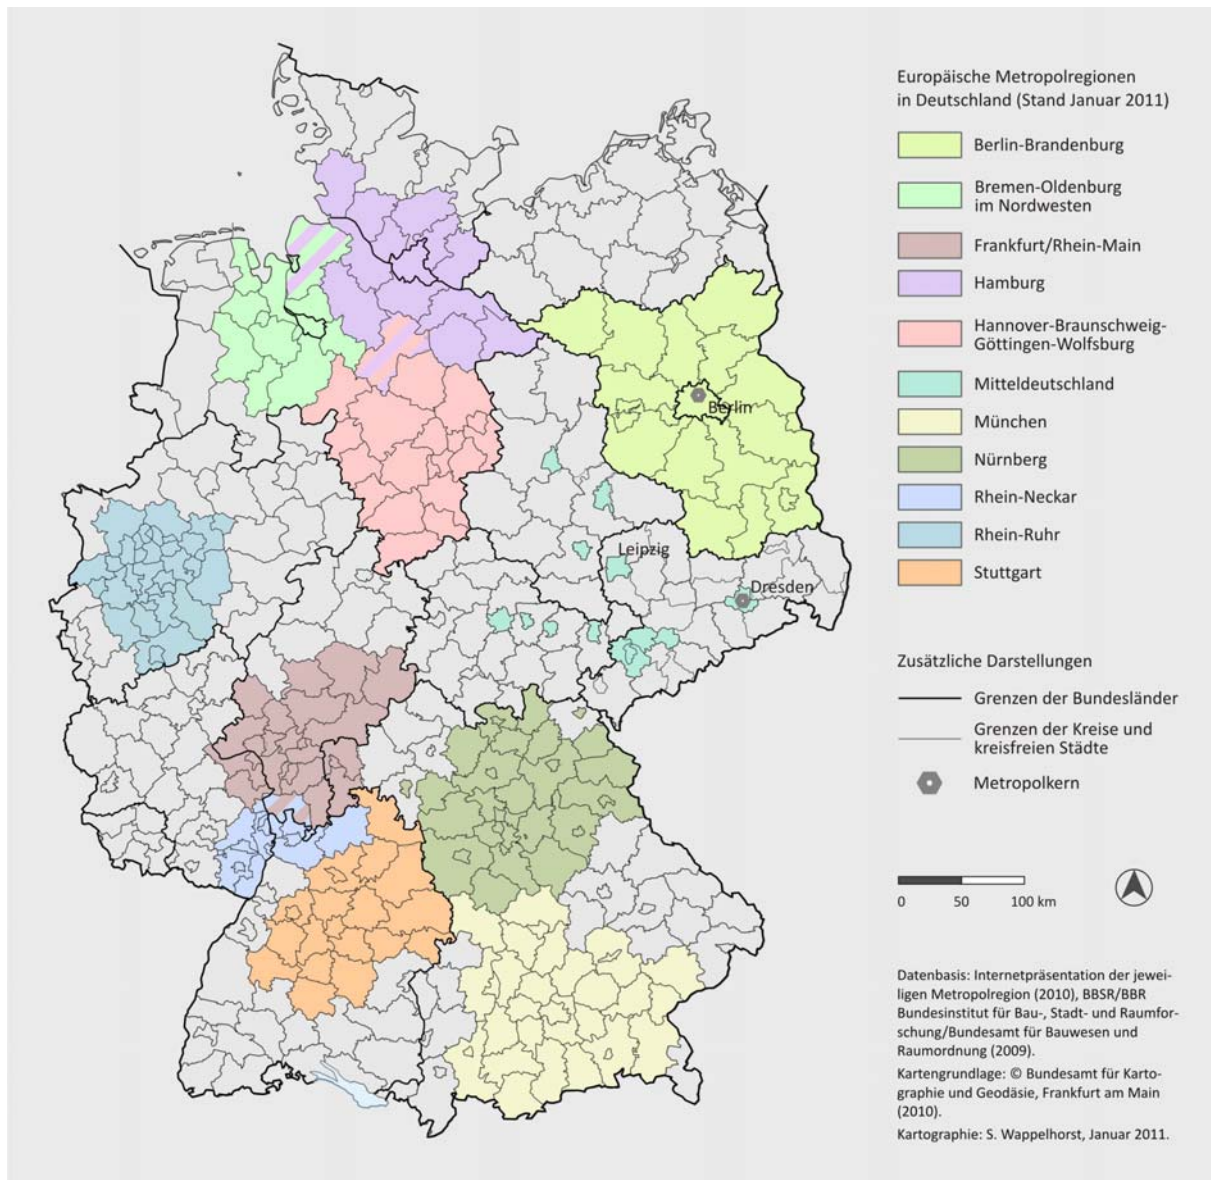 Europäische Metropolregionen
in Deutschland (Stand Januar 2011)
Berlin-Brandenburg
Bremen-Oldenburg
im Nordwesten
Frankfurt/Rhein-Main
Hamburg
Hannover-Braunschweig-
Göttingen-Wolfsburg
Mitteldeutschland
München
Nürnberg
Rhein-Neckar
Rhein-Ruhr
Stuttgart
Berlin
Leipzig
Dresden
Zusätzliche Darstellungen
Grenzen der Bundesländer
Grenzen der Kreise und
kreisfreien Städte
Metropolkern
0 50 100 km
Datenbasis: Internetpräsentation der jewei-
ligen Metropolregion (2010), BBSR/BBR
Bundesinstitut für Bau-, Stadt- und Raumfor-
schung/Bundesamt für Bauwesen und
Raumordnung (2009).
Kartengrundlage: © Bundesamt für Karto-
graphie und Geodäsie, Frankfurt am Main
(2010).
Kartographie: S. Wappelhorst, Januar 2011.